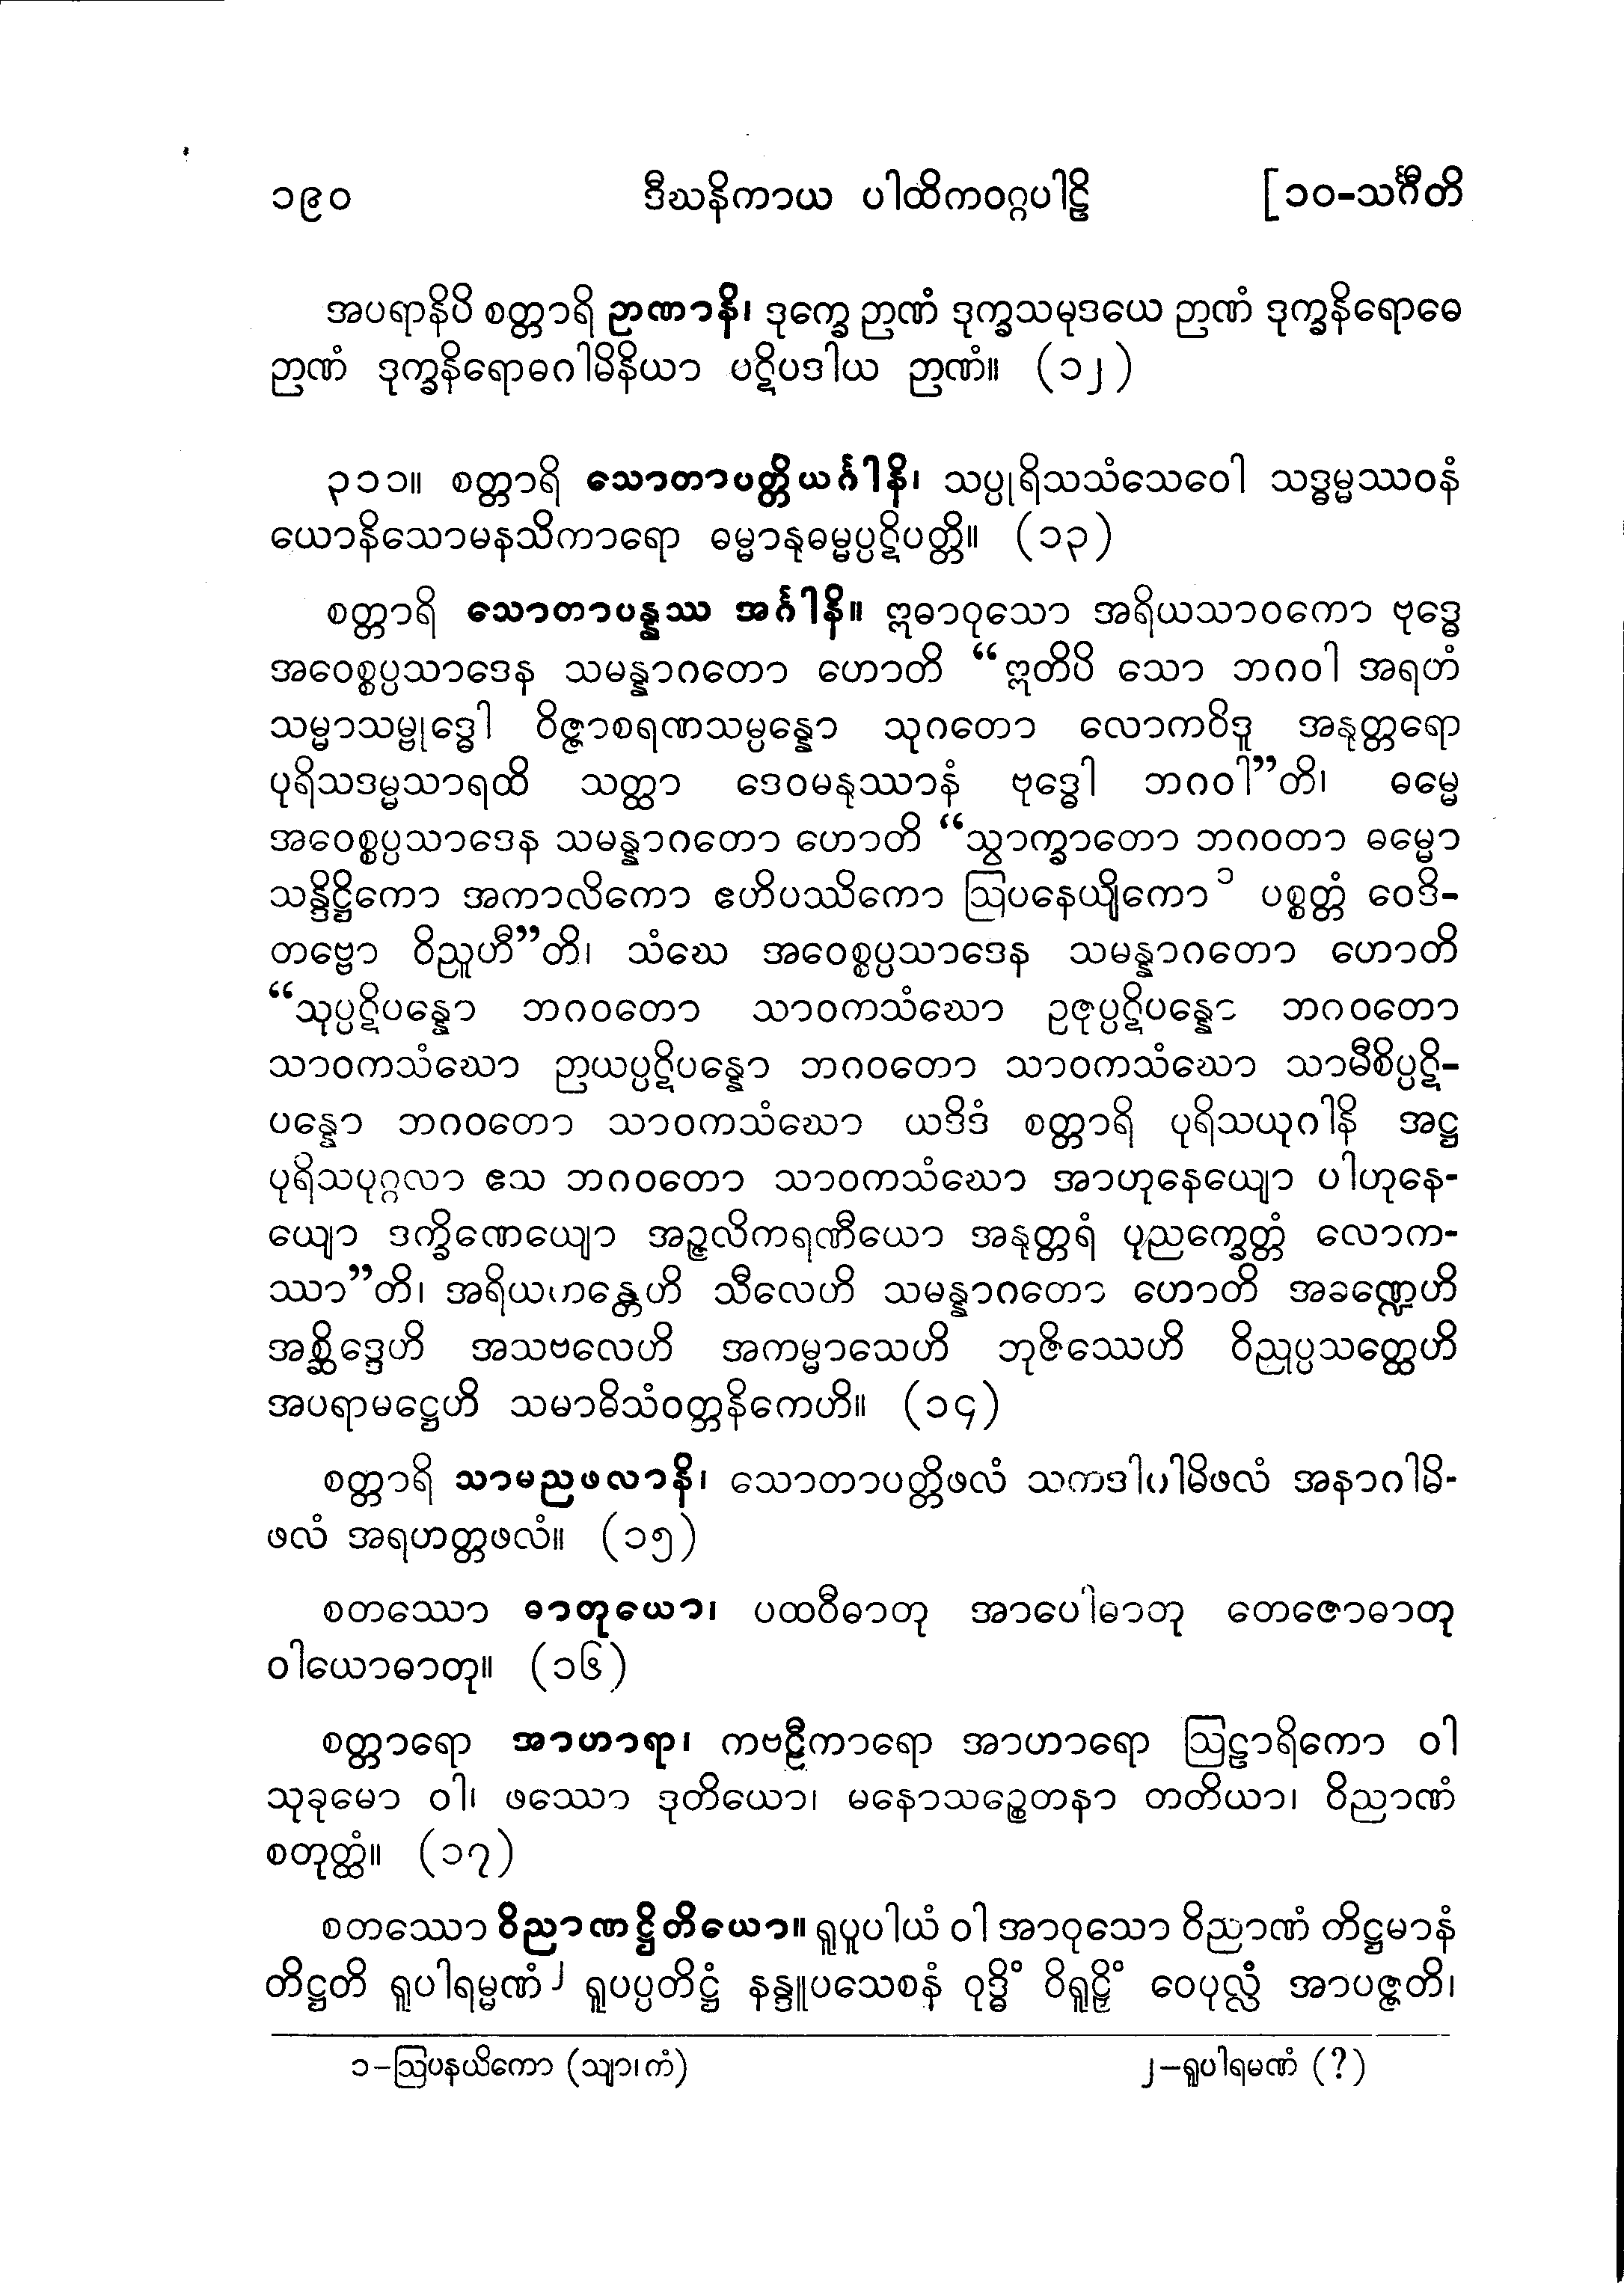 ၁၉၀ ဒီဃနိကာယ ပါထိကဝဂ္ဂပါဠိ [၁၀-သင်္ဂီတိ
အပရာနိပိ စတ္တာရိ ဉာဏာနိ၊ ဒုက္ခေ ဉာဏံ ဒုက္ခသမုဒယေ ဉာဏံ ဒုက္ခနိရောဓေ
ဉာဏံ ဒုက္ခနိရောဓဂါမိနိယာ ပဋိပဒါယ ဉာဏံ။ (၁၂)
၃၁၁။ စတ္တာရိ သောတာပတ္တိယင်္ဂါနိ၊ သပ္ပုရိသသံသေဝေါ သဒ္ဓမ္မဿဝနံ
ယောနိသောမနသိကာရော ဓမ္မာနုဓမ္မပ္ပဋိပတ္တိ။ (၁၃)
စတ္တာရိ သောတာပန္နဿ အင်္ဂါနိ။ ဣဓာဝုသော အရိယသာဝကော ဗုဒ္ဓေ
အဝေစ္စပ္ပသာဒေန သမန္နာဂတော ဟောတိ “ဣတိပိ သော ဘဂဝါ အရဟံ
သမ္မာသမ္ဗုဒ္ဓေါ ဝိဇ္ဇာစရဏသမ္ပန္နော သုဂတော လောကဝိဒူ အနုတ္တရော
ပုရိသဒမ္မသာရထိ သတ္ထာ ဒေဝမနုဿာနံ ဗုဒ္ဓေါ ဘဂဝါ”တိ၊ ဓမ္မေ
အဝေစ္စပ္ပသာဒေန သမန္နာဂတော ဟောတိ “သွာက္ခာတော ဘဂဝတာ ဓမ္မော
သန္ဒိဋ္ဌိကော အကာလိကော ဧဟိပဿိကော ဩပနေယျိကော၁ ပစ္စတ္တံ ဝေဒိ-
တဗ္ဗော ဝိညူဟီ”တိ၊ သံဃေ အဝေစ္စပ္ပသာဒေန သမန္နာဂတော ဟောတိ
“သုပ္ပဋိပန္နော ဘဂဝတော သာဝကသံဃော ဥဇုပ္ပဋိပန္နော ဘဂဝတော
သာဝကသံဃော ဉာယပ္ပဋိပန္နော ဘဂဝတော သာဝကသံဃော သာမီစိပ္ပဋိ-
ပန္နော ဘဂဝတော သာဝကသံဃော ယဒိဒံ စတ္တာရိ ပုရိသယုဂါနိ အဋ္ဌ
ပုရိသပုဂ္ဂလာ ဧသ ဘဂဝတော သာဝကသံဃော အာဟုနေယျော ပါဟုနေ-
ယျော ဒက္ခိဏေယျော အဉ္ဇလိကရဏီယော အနုတ္တရံ ပုညက္ခေတ္တံ လောက-
ဿာ”တိ၊ အရိယကန္တေဟိ သီလေဟိ သမန္နာဂတော ဟောတိ အခဏ္ဍေဟိ
အစ္ဆိဒ္ဒေဟိ အသဗလေဟိ အကမ္မာသေဟိ ဘုဇိဿေဟိ ဝိညုပ္ပသတ္ထေဟိ
အပရာမဋ္ဌေဟိ သမာဓိသံဝတ္တနိကေဟိ။ (၁၄)
စတ္တာရိ သာမညဖလာနိ၊ သောတာပတ္တိဖလံ သကဒါဂါမိဖလံ အနာဂါမိ-
ဖလံ အရဟတ္တဖလံ။ (၁၅)
စတဿော ဓာတုယော၊ ပထဝီဓာတု အာပေါဓာတု တေဇောဓာတု
ဝါယောဓာတု။ (၁၆)
စတ္တာရော အာဟာရာ၊ ကဗဠီကာရော အာဟာရော ဩဠာရိကော ဝါ
သုခုမော ဝါ၊ ဖဿော ဒုတိယော၊ မနောသဉ္စေတနာ တတိယာ၊ ဝိညာဏံ
စတုတ္ထံ။ (၁၇)
စတဿော ဝိညာဏဋ္ဌိတိယော။ ရူပူပါယံ ဝါ အာဝုသော ဝိညာဏံ တိဋ္ဌမာနံ
တိဋ္ဌတိ ရူပါရမ္မဏံ၂ ရူပပ္ပတိဋ္ဌံ နန္ဒူပသေစနံ ဝုဒ္ဓိံ ဝိရူဠှိံ ဝေပုလ္လံ အာပဇ္ဇတိ၊
၁–ဩပနယိကော (သျာ၊ကံ) ၂–ရူပါရမဏံ (?)